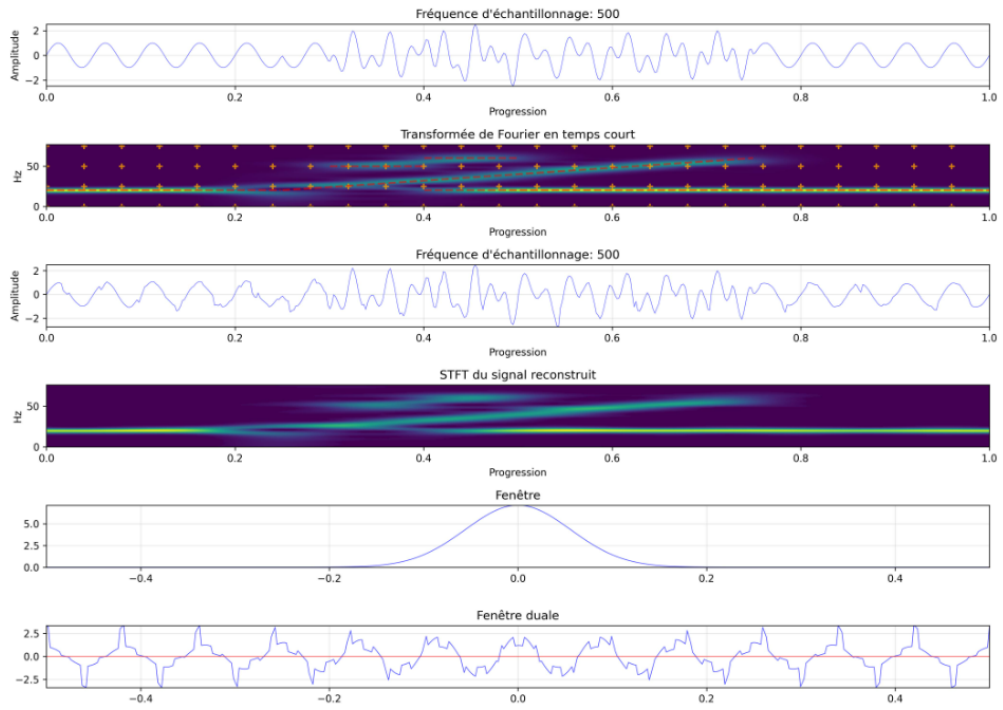 Fréquence d'échantillonnage: 500
Amplitude
2
0
−2
0.0 0.2 0.4 0.6 0.8 1.0
Progression
Transformée de Fourier en temps court
Hz
50
0
0.0 0.2 0.4 0.6 0.8 1.0
Progression
Fréquence d'échantillonnage: 500
Amplitude
2
0
−2
0.0 0.2 0.4 0.6 0.8 1.0
Progression
STFT du signal reconstruit
Hz
50
0
0.0 0.2 0.4 0.6 0.8 1.0
Progression
Fenêtre
5.0
2.5
0.0
−0.4 −0.2 0.0 0.2 0.4
Fenêtre duale
2.5
0.0
−2.5
−0.4 −0.2 0.0 0.2 0.4